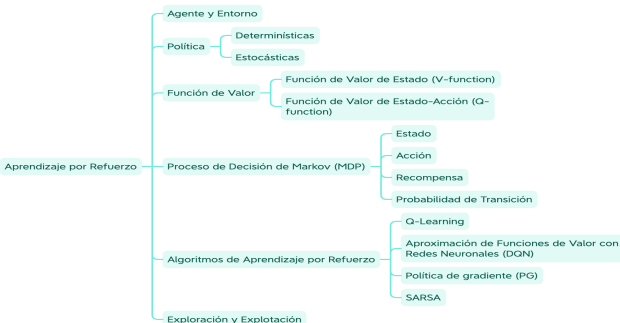 Agente y Entorno
Política
Determinísticas
Estocásticas
Función de Valor
Función de Valor de Estado (V-function)
Función de Valor de Estado-Acción (Q-
function)
Aprendizaje por Refuerzo
Proceso de Decisión de Markov (MDP)
Estado
Acción
Recompensa
Probabilidad de Transición
Algoritmos de Aprendizaje por Refuerzo
Q-Learning
Aproximación de Funciones de Valor con
Redes Neuronales (DQN)
Política de gradiente (PG)
SARSA
Exploración y Explotación